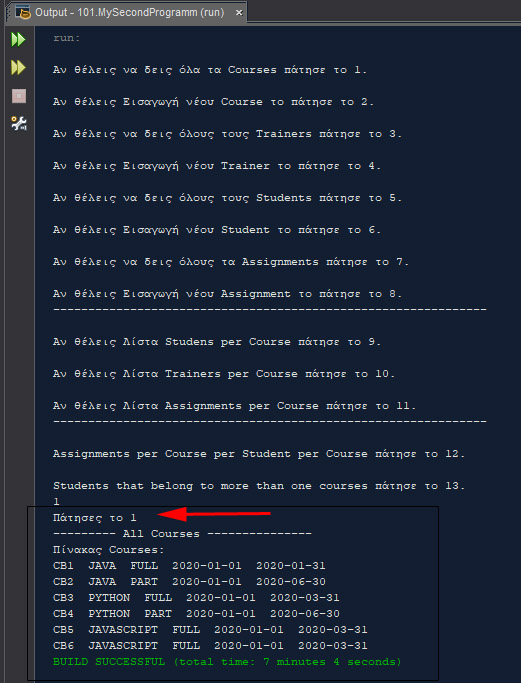 Output - 101.MySecondProgramm (run)
run:
Αν θέλεις να δεις όλα τα Courses πάτησε το 1.
Αν θέλεις Εισαγωγή νέου Course το πάτησε το 2.
Αν θέλεις να δεις όλους τους Trainers πάτησε το 3.
Αν θέλεις Εισαγωγή νέου Trainer το πάτησε το 4.
Αν θέλεις να δεις όλους τους Students πάτησε το 5.
Αν θέλεις Εισαγωγή νέου Student το πάτησε το 6.
Αν θέλεις να δεις όλους τα Assignments πάτησε το 7.
Αν θέλεις Εισαγωγή νέου Assignment το πάτησε το 8.
--------------------------------------------------------------
Αν θέλεις Λίστα Studens per Course πάτησε το 9.
Αν θέλεις Λίστα Trainers per Course πάτησε το 10.
Αν θέλεις Λίστα Assignments per Course πάτησε το 11.
--------------------------------------------------------------
Assignments per Course per Student per Course πάτησε το 12.
Students that belong to more than one courses πάτησε το 13.
1
Πάτησες το 1
--------- All Courses ---------------
Πίνακας Courses:
CB1 JAVA FULL 2020-01-01 2020-01-31
CB2 JAVA PART 2020-01-01 2020-06-30
CB3 PYTHON FULL 2020-01-01 2020-03-31
CB4 PYTHON PART 2020-01-01 2020-06-30
CB5 JAVASCRIPT FULL 2020-01-01 2020-03-31
CB6 JAVASCRIPT FULL 2020-01-01 2020-03-31
BUILD SUCCESSFUL (total time: 7 minutes 4 seconds)